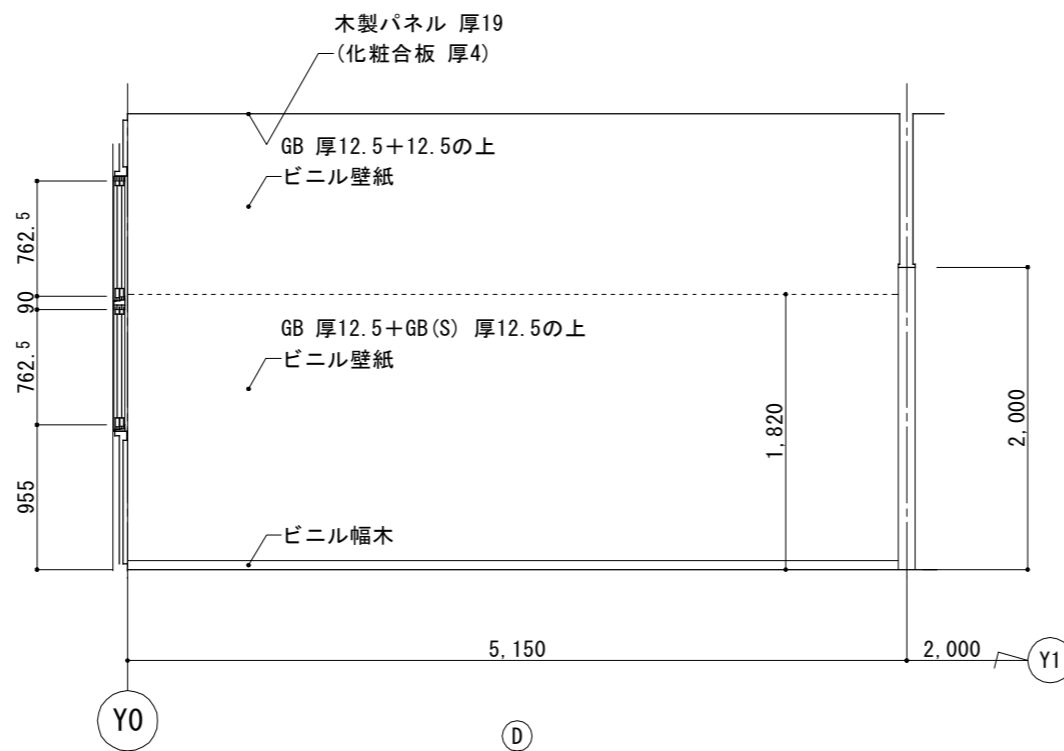 木製パネル 厚19
(化粧合板 厚4)
GB 厚12.5＋12.5の上
ビニル壁紙
762.5
90
GB 厚12.5＋GB(S) 厚12.5の上
ビニル壁紙
762.5
1,820
2,000
955
ビニル幅木
5,150
2,000
Y1
Y0
D